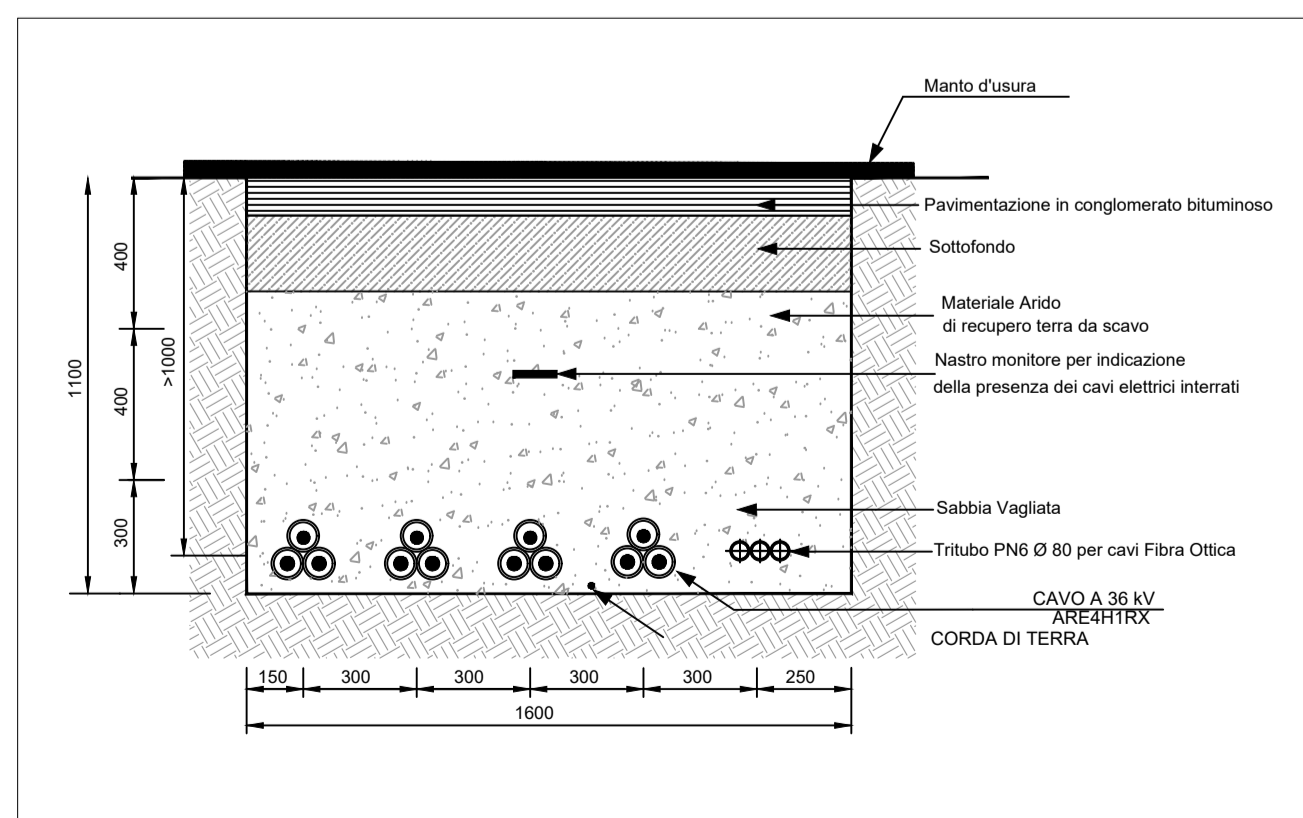 Manto d'usura
Pavimentazione in conglomerato bituminoso
Sottofondo
Materiale Arido
di recupero terra da scavo
Nastro monitore per indicazione
della presenza dei cavi elettrici interrati
Sabbia Vagliata
Tritubo PN6 Ø 80 per cavi Fibra Ottica
CAVO A 36 kV
ARE4H1RX
CORDA DI TERRA
1100
400
400
300
>1000
150 300 300 300 300 250
1600